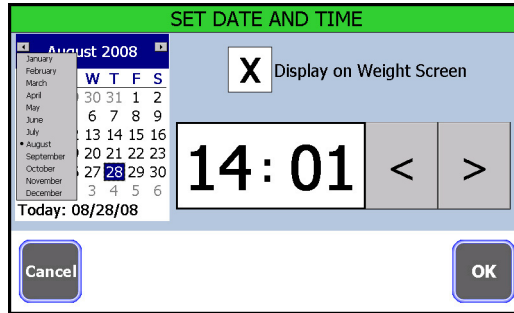 SET DATE AND TIME
August 2008
January
February
March
April
May
June
July
• August
September
October
November
December
W T F S
30 31 1 2
6 7 8 9
13 14 15 16
20 21 22 23
27 28 29 30
3 4 5 6
Today: 08/28/08
X Display on Weight Screen
14:01 < >
Cancel
OK